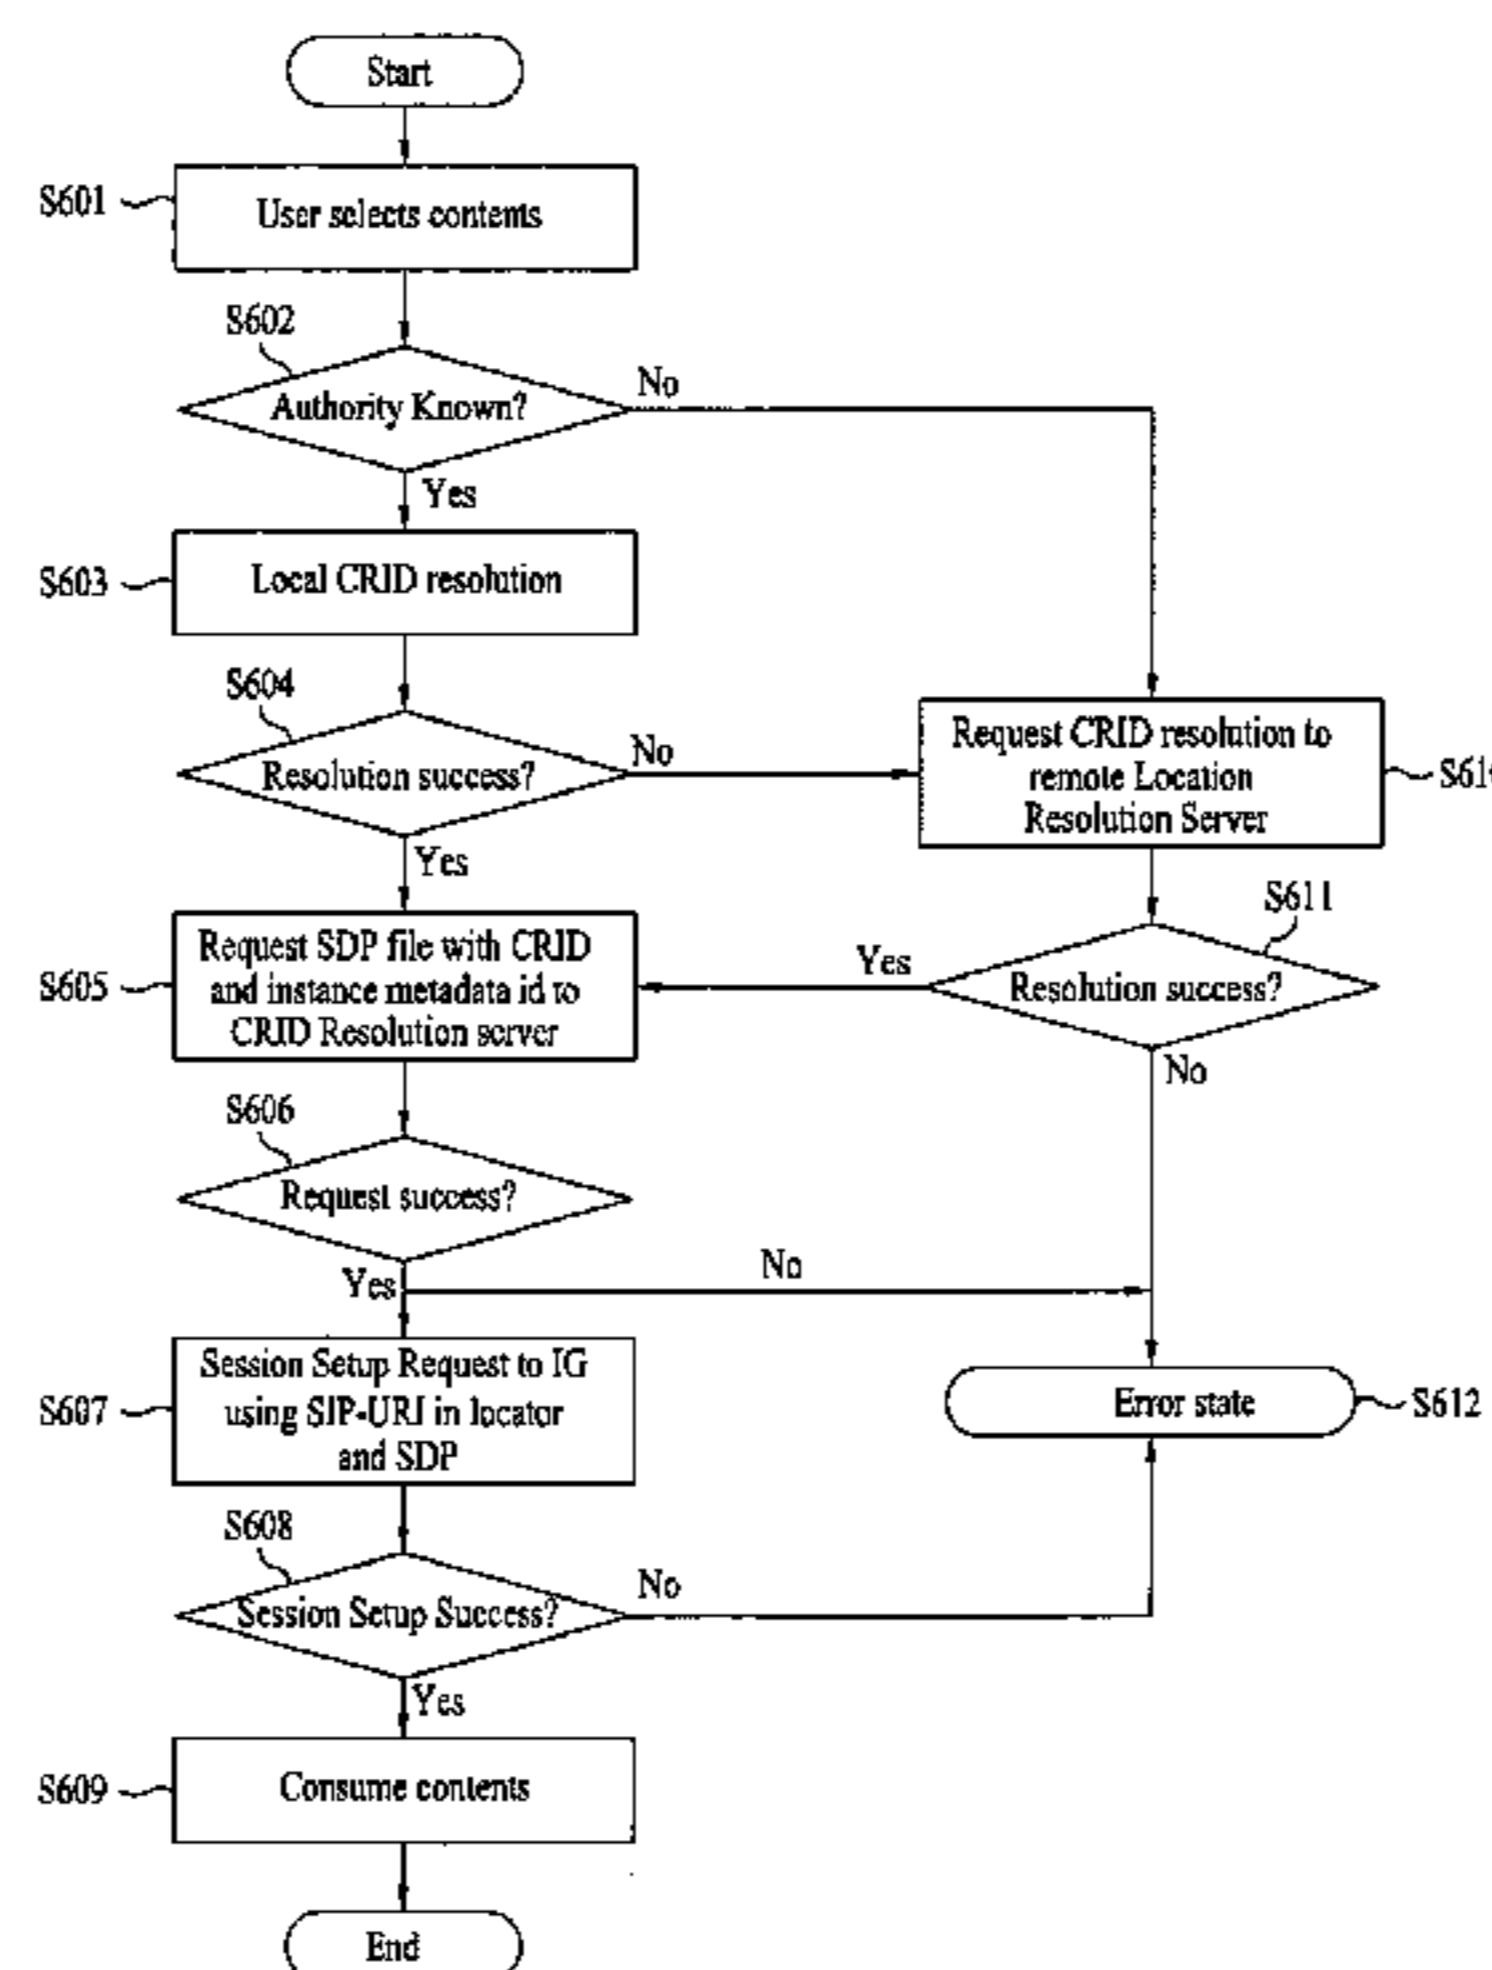 Start
S601
User selects contents
S602
Authority Known?
No
Yes
S603
Local CRID resolution
S604
Resolution success?
No
Yes
Request CRID resolution to
remote Location
Resolution Server
S611
Resolution success?
Yes
No
S605
Request SDP file with CRID
and instance metadata id to
CRID Resolution server
S606
Request success?
Yes
No
S607
Session Setup Request to IG
using SIP-URI in locator
and SDP
Error state
S612
S608
Session Setup Success?
No
Yes
S609
Consume contents
End